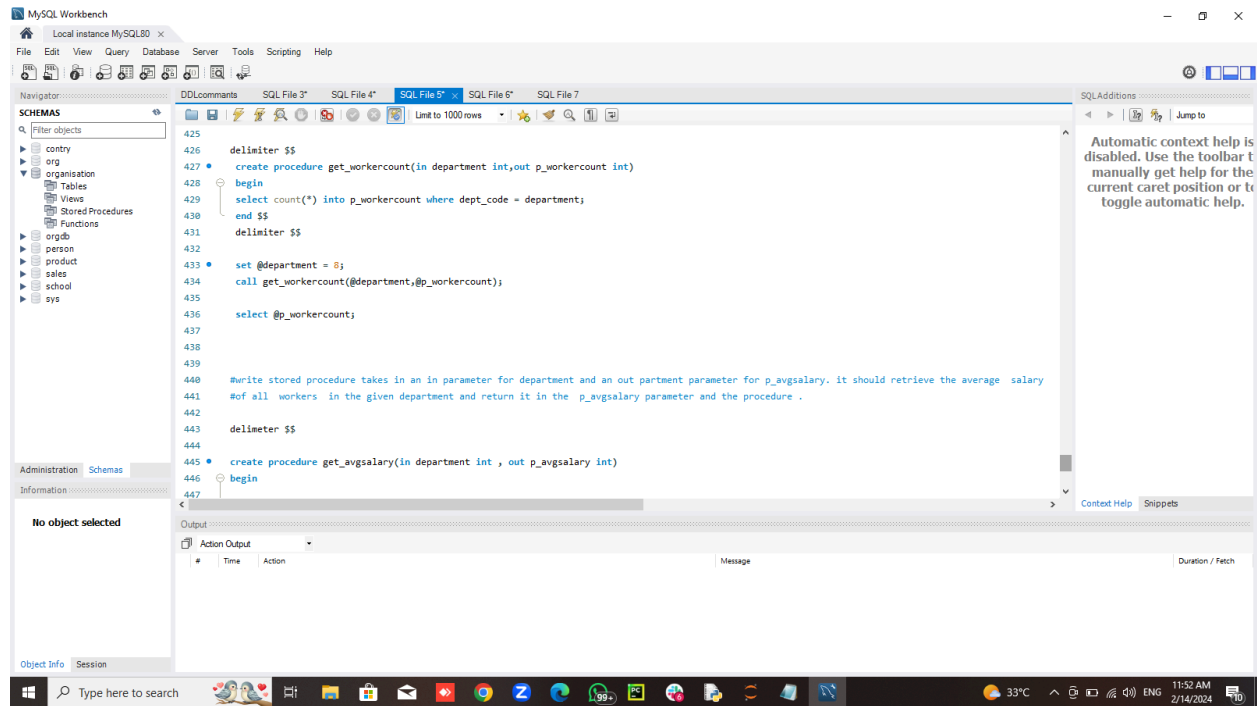 MySQL Workbench
Local instance MySQL80
File Edit View Query Database Server Tools Scripting Help
Navigator
SCHEMAS
Filter objects
contry
org
organisation
Tables
Views
Stored Procedures
Functions
orgdb
person
product
sales
school
sys
Administration Schemas
Information
No object selected
Object Info Session
DDLcommants SQL File 3* SQL File 4* SQL File 5* SQL File 6* SQL File 7
Limit to 1000 rows
425
426 delimiter $$
427 create procedure get_workercount(in department int,out p_workercount int)
428 begin
429 select count(*) into p_workercount where dept_code = department;
430 end $$
431 delimiter $$
432
433 set @department = 8;
434 call get_workercount(@department,@p_workercount);
435
436 select @p_workercount;
437
438
439
440 #write stored procedure takes in an in parameter for department and an out partment parameter for p_avgsalary. it should retrieve the average salary
441 #of all workers in the given department and return it in the p_avgsalary parameter and the procedure .
442
443 delimeter $$
444
445 create procedure get_avgsalary(in department int , out p_avgsalary int)
446 begin
447
Output
Action Output
# Time Action Message Duration / Fetch
SQLAdditions
Jump to
Automatic context help is
disabled. Use the toolbar t
manually get help for the
current caret position or to
toggle automatic help.
Context Help Snippets
Type here to search
99+
33°C ENG
11:52 AM
2/14/2024